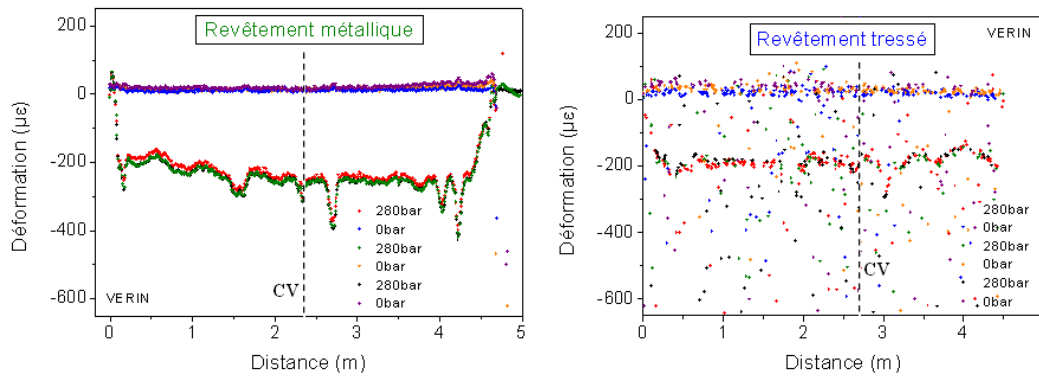 Revêtement métallique
200
0
-200
-400
-600
Déformation (µε)
280bar
0bar
280bar
0bar
280bar
0bar
CV
VERIN
0 1 2 3 4 5
Distance (m)
Revêtement tressé
VERIN
200
0
-200
-400
-600
Déformation (µε)
280bar
0bar
280bar
0bar
280bar
0bar
CV
0 1 2 3 4
Distance (m)